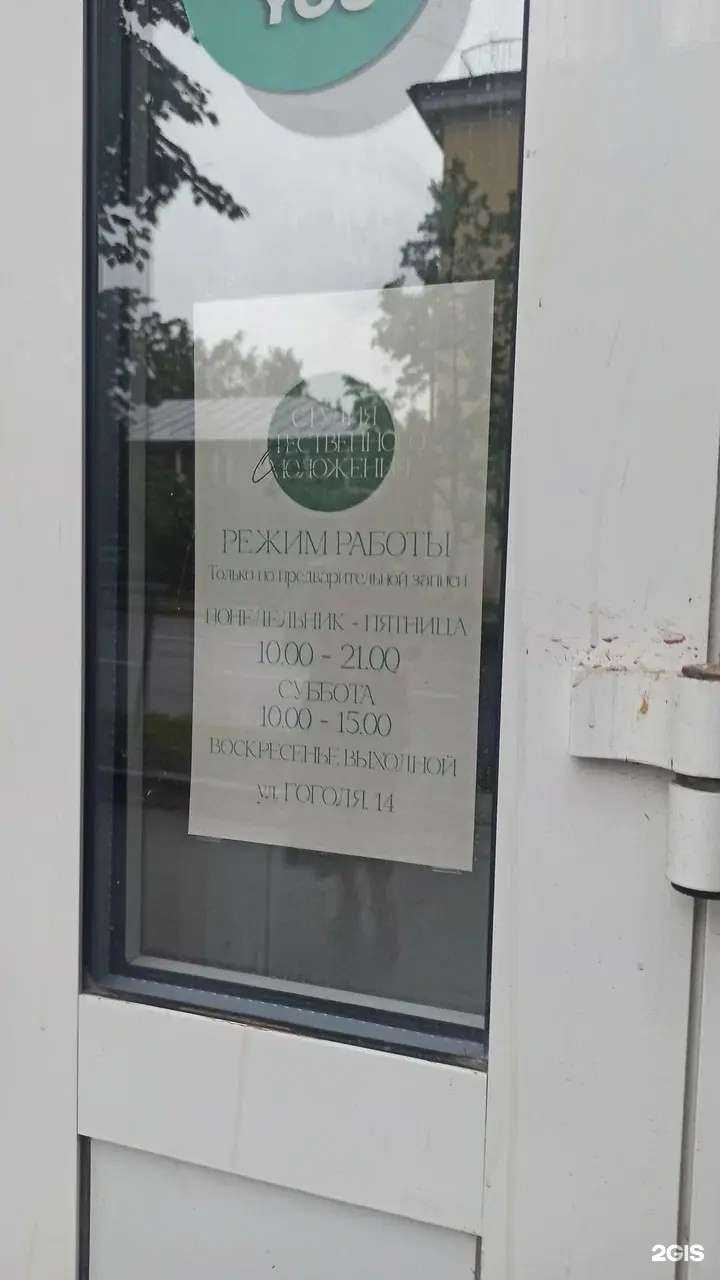 YOU
СТУДИЯ
ЕСТЕСТВЕННОГО
ОМОЛОЖЕНИЯ
РЕЖИМ РАБОТЫ
Только по предварительной записи
ПОНЕДЕЛЬНИК - ПЯТНИЦА
10.00 - 21.00
СУББОТА
10.00 - 15.00
ВОСКРЕСЕНЬЕ ВЫХОДНОЙ
ул. ГОГОЛЯ, 14
2GIS